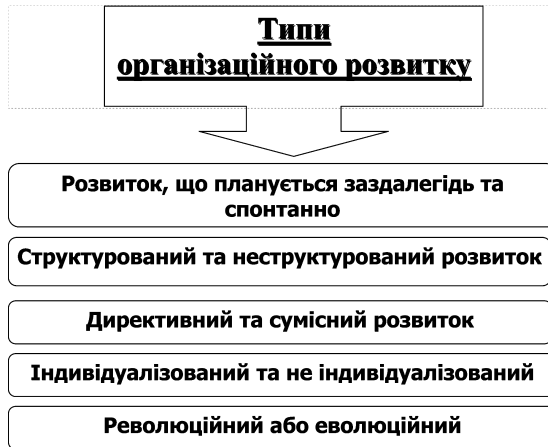 Типи
організаційного розвитку
Розвиток, що планується заздалегідь та
спонтанно
Структурований та неструктурований розвиток
Директивний та сумісний розвиток
Індивідуалізований та не індивідуалізований
Революційний або еволюційний